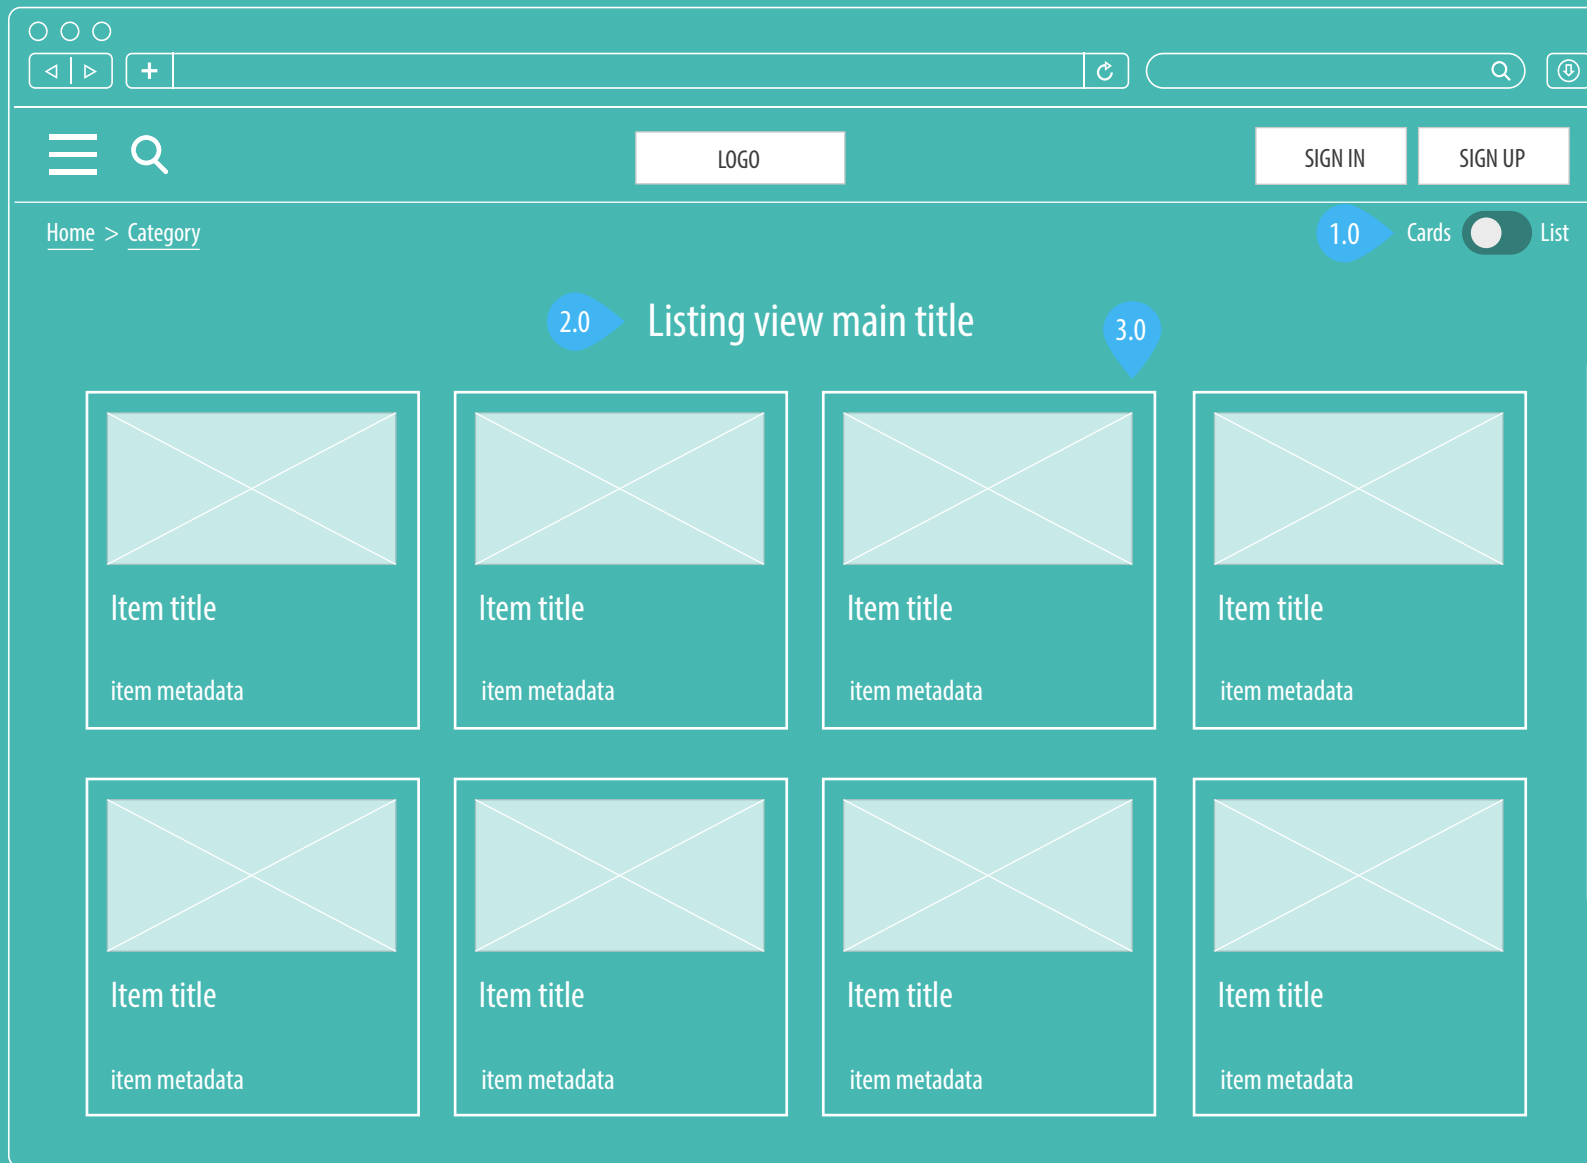 LOGO
SIGN IN
SIGN UP
Home > Category
1.0
Cards
List
2.0
Listing view main title
3.0
Item title
Item title
Item title
Item title
item metadata
item metadata
item metadata
item metadata
Item title
Item title
Item title
Item title
item metadata
item metadata
item metadata
item metadata